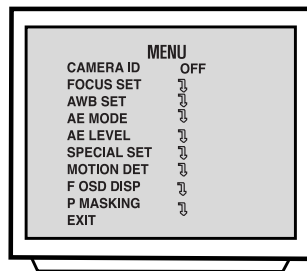 MENU
CAMERA ID OFF
FOCUS SET
AWB SET
AE MODE
AE LEVEL
SPECIAL SET
MOTION DET
F OSD DISP
P MASKING
EXIT